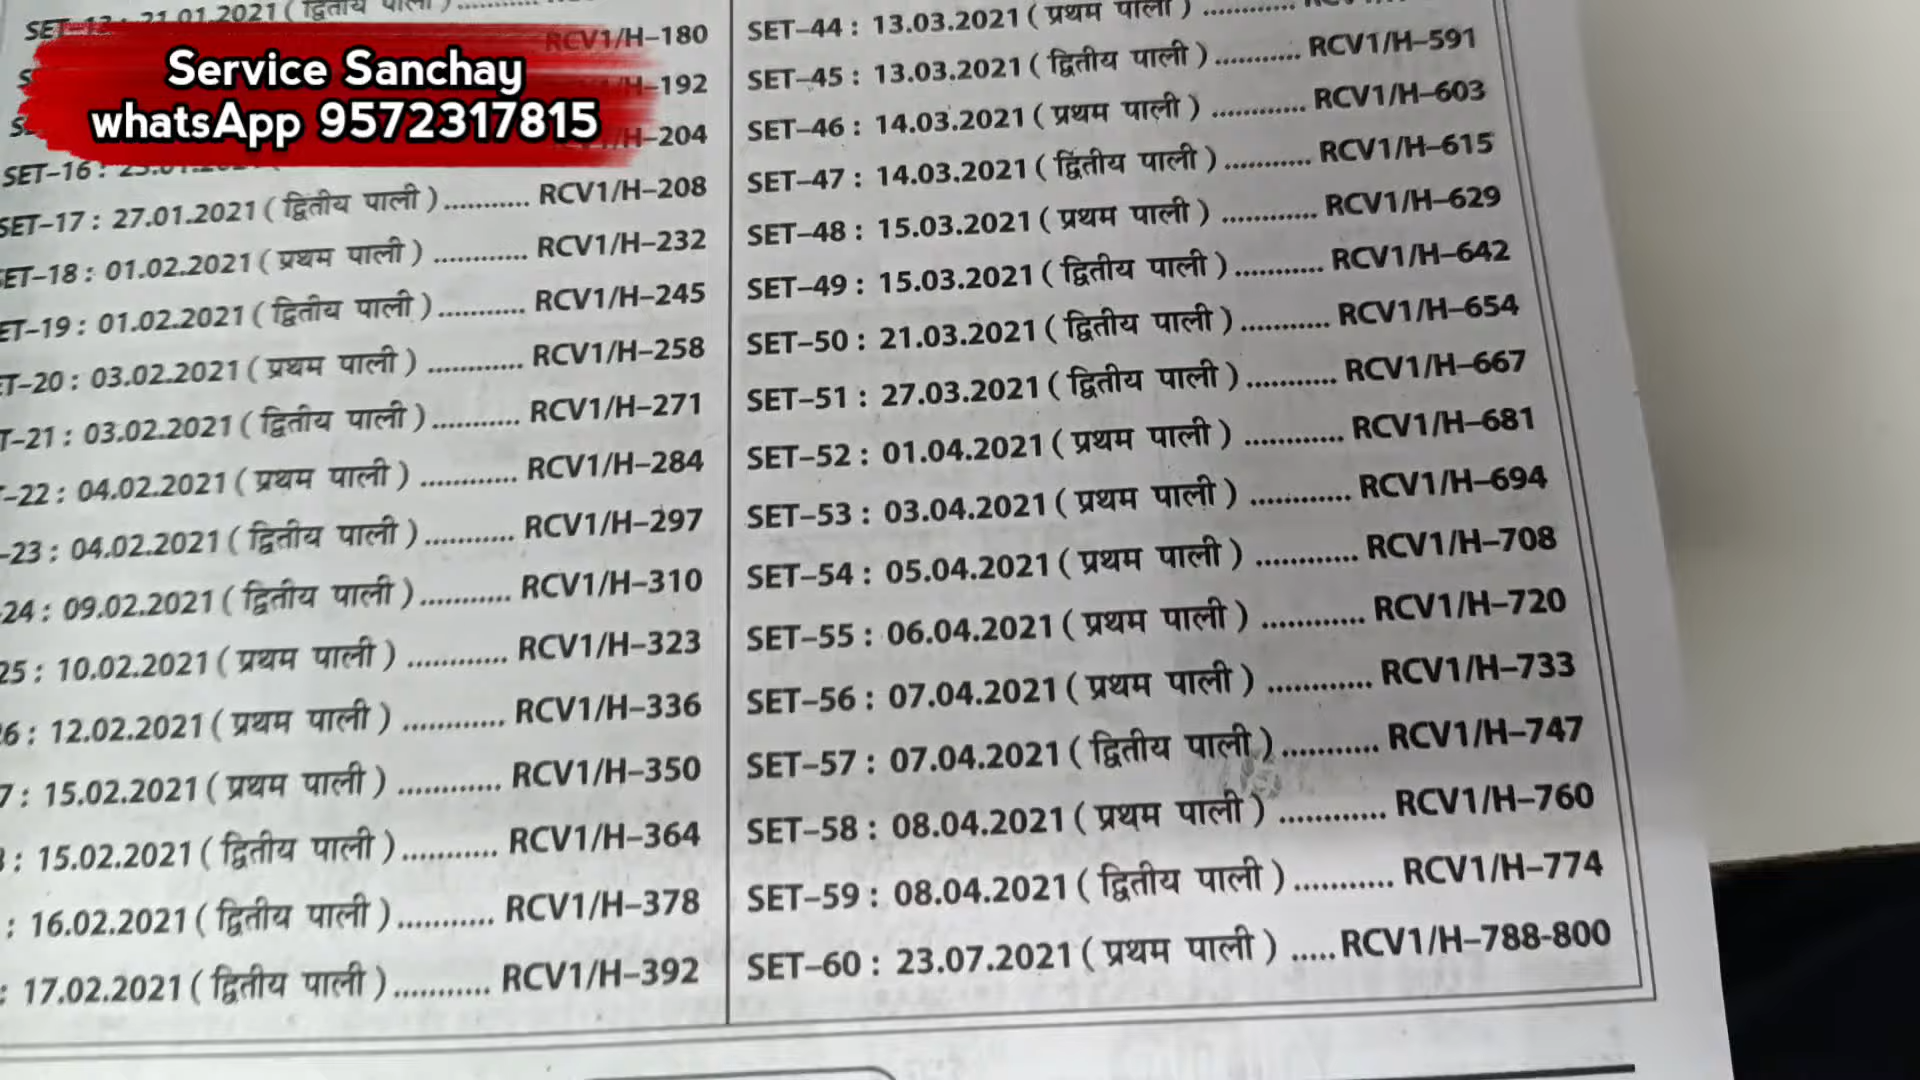 Service Sanchay
whatsApp 9572317815
21.01.2021 ( द्वितीय पाली )
RCV1/H–180
H–192
H–204
SET–16 :
SET–17 : 27.01.2021 ( द्वितीय पाली ) ........... RCV1/H–208
ET–18 : 01.02.2021 ( प्रथम पाली ) ............ RCV1/H–232
ET–19 : 01.02.2021 ( द्वितीय पाली ) ........... RCV1/H–245
T–20 : 03.02.2021 ( प्रथम पाली ) ............ RCV1/H–258
T–21 : 03.02.2021 ( द्वितीय पाली ) ........... RCV1/H–271
–22 : 04.02.2021 ( प्रथम पाली ) ............ RCV1/H–284
–23 : 04.02.2021 ( द्वितीय पाली ) ........... RCV1/H–297
24 : 09.02.2021 ( द्वितीय पाली ) ........... RCV1/H–310
25 : 10.02.2021 ( प्रथम पाली ) ............ RCV1/H–323
6 : 12.02.2021 ( प्रथम पाली ) ............ RCV1/H–336
7 : 15.02.2021 ( प्रथम पाली ) ............ RCV1/H–350
: 15.02.2021 ( द्वितीय पाली ) ........... RCV1/H–364
: 16.02.2021 ( द्वितीय पाली ) ........... RCV1/H–378
: 17.02.2021 ( द्वितीय पाली ) ........... RCV1/H–392
SET–44 : 13.03.2021 ( प्रथम पाली ) ............
SET–45 : 13.03.2021 ( द्वितीय पाली ) ........... RCV1/H–591
SET–46 : 14.03.2021 ( प्रथम पाली ) ............ RCV1/H–603
SET–47 : 14.03.2021 ( द्वितीय पाली ) ........... RCV1/H–615
SET–48 : 15.03.2021 ( प्रथम पाली ) ............ RCV1/H–629
SET–49 : 15.03.2021 ( द्वितीय पाली ) ........... RCV1/H–642
SET–50 : 21.03.2021 ( द्वितीय पाली ) ........... RCV1/H–654
SET–51 : 27.03.2021 ( द्वितीय पाली ) ........... RCV1/H–667
SET–52 : 01.04.2021 ( प्रथम पाली ) ............ RCV1/H–681
SET–53 : 03.04.2021 ( प्रथम पाली ) ............ RCV1/H–694
SET–54 : 05.04.2021 ( प्रथम पाली ) ............ RCV1/H–708
SET–55 : 06.04.2021 ( प्रथम पाली ) ............ RCV1/H–720
SET–56 : 07.04.2021 ( प्रथम पाली ) ............ RCV1/H–733
SET–57 : 07.04.2021 ( द्वितीय पाली ) ........... RCV1/H–747
SET–58 : 08.04.2021 ( प्रथम पाली ) ............ RCV1/H–760
SET–59 : 08.04.2021 ( द्वितीय पाली ) ........... RCV1/H–774
SET–60 : 23.07.2021 ( प्रथम पाली ) ..... RCV1/H–788-800